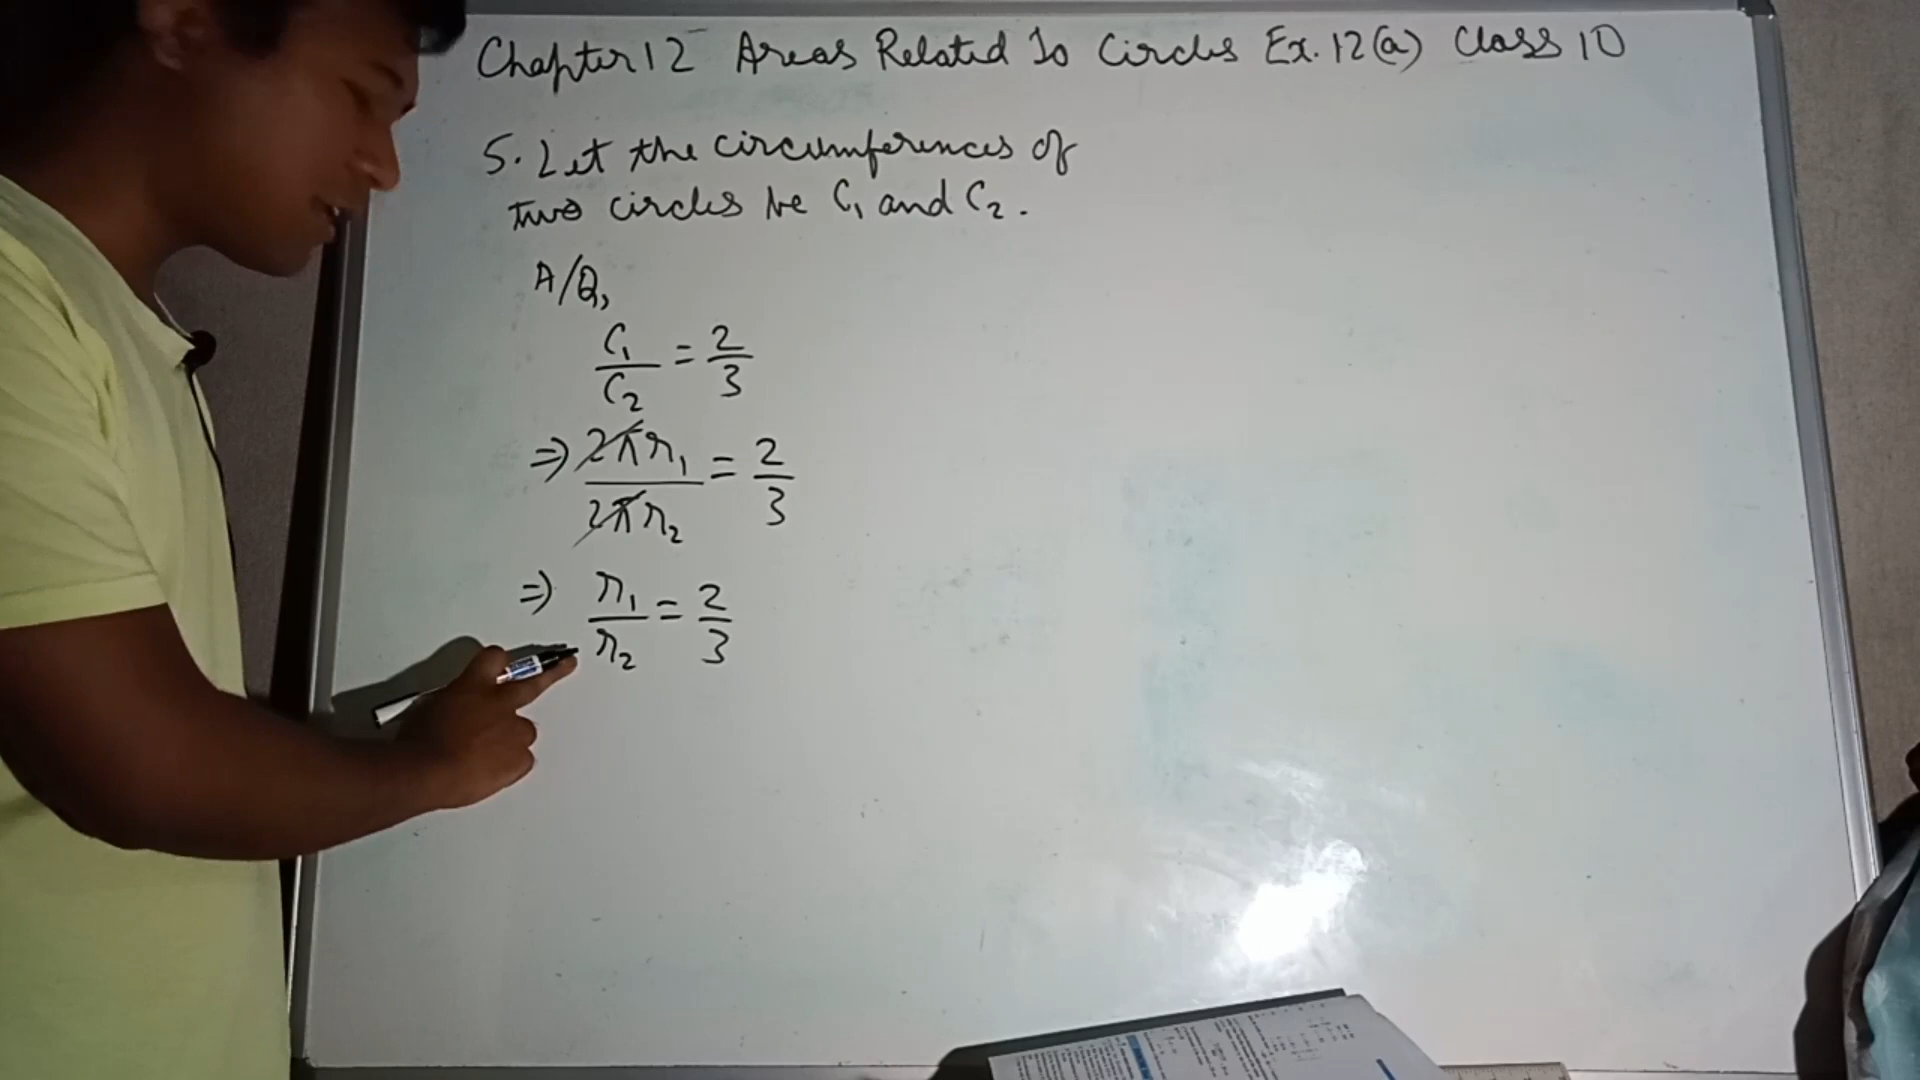 Chapter 12 Areas Related To Circles Ex. 12(a) Class 10
5. Let the circumferences of
two circles be C₁ and C₂.
A/Q,
C₁/C₂ = 2/3
⇒ 2πr₁/2πr₂ = 2/3
⇒ r₁/r₂ = 2/3